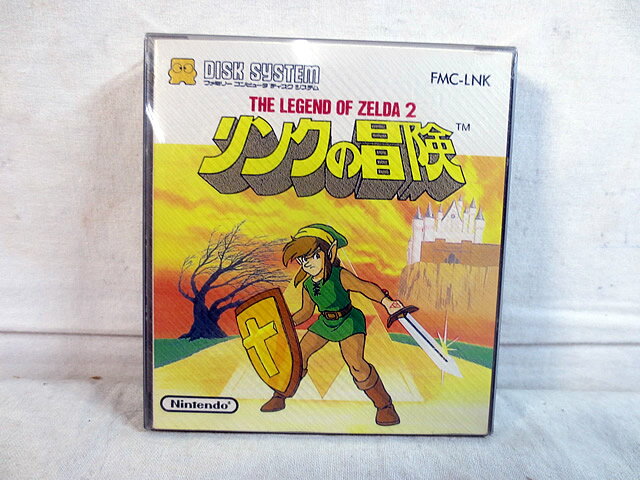 DISK SYSTEM
ファミリー コンピュータ ディスク システム
FMC-LNK
THE LEGEND OF ZELDA 2
リンクの冒険 TM
Nintendo